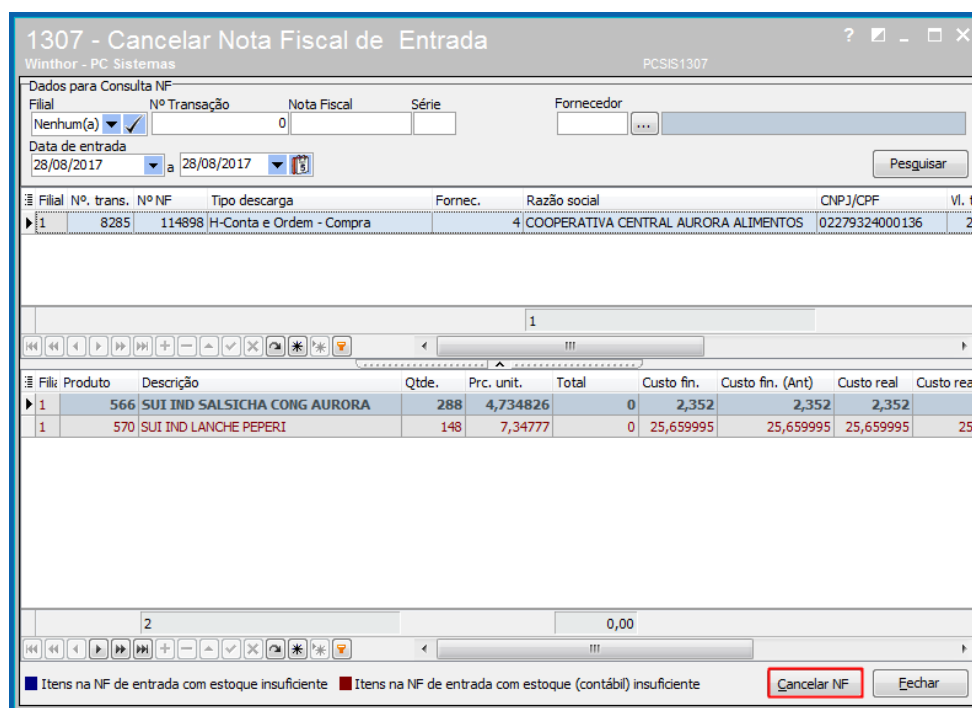 1307 - Cancelar Nota Fiscal de Entrada
Winthor - PC Sistemas PCSIS1307
Dados para Consulta NF
Filial Nº Transação Nota Fiscal Série Fornecedor
Nenhum(a) 0 ...
Data de entrada
28/08/2017 a 28/08/2017 Pesquisar
Filial Nº. trans. Nº NF Tipo descarga Fornec. Razão social CNPJ/CPF Vl. t
1 8285 114898 H-Conta e Ordem - Compra 4 COOPERATIVA CENTRAL AURORA ALIMENTOS 02279324000136 2
1
Filia Produto Descrição Qtde. Prc. unit. Total Custo fin. Custo fin. (Ant) Custo real Custo rea
1 566 SUI IND SALSICHA CONG AURORA 288 4,734826 0 2,352 2,352 2,352
1 570 SUI IND LANCHE PEPERI 148 7,34777 0 25,659995 25,659995 25,659995 25
2 0,00
Itens na NF de entrada com estoque insuficiente Itens na NF de entrada com estoque (contábil) insuficiente Cancelar NF Fechar